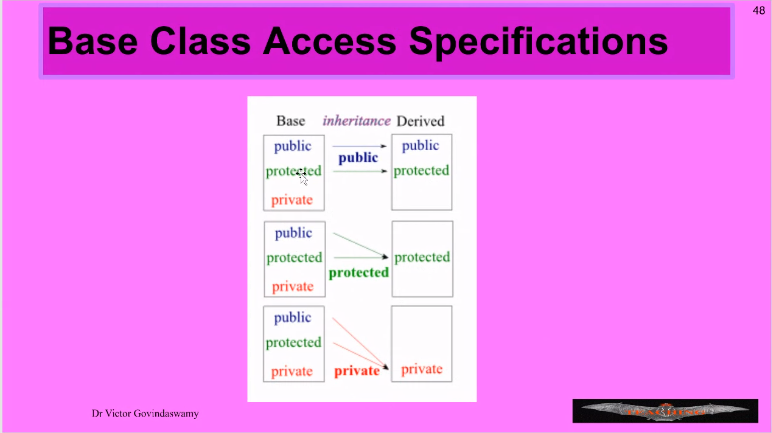 48
Base Class Access Specifications
Base inheritance Derived
public public
public
protected protected
private
public
protected protected
protected
private
public
protected
private private private
Dr Victor Govindaswamy